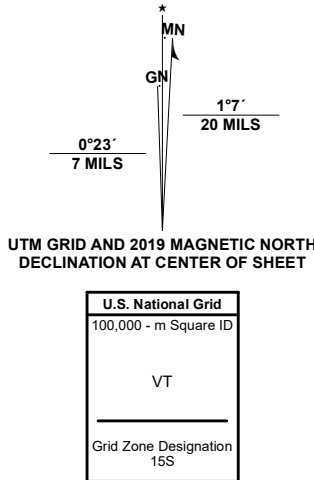 ★
MN
GN
1°7´
20 MILS
0°23´
7 MILS
UTM GRID AND 2019 MAGNETIC NORTH
DECLINATION AT CENTER OF SHEET
U.S. National Grid
100,000 - m Square ID
VT
Grid Zone Designation
15S